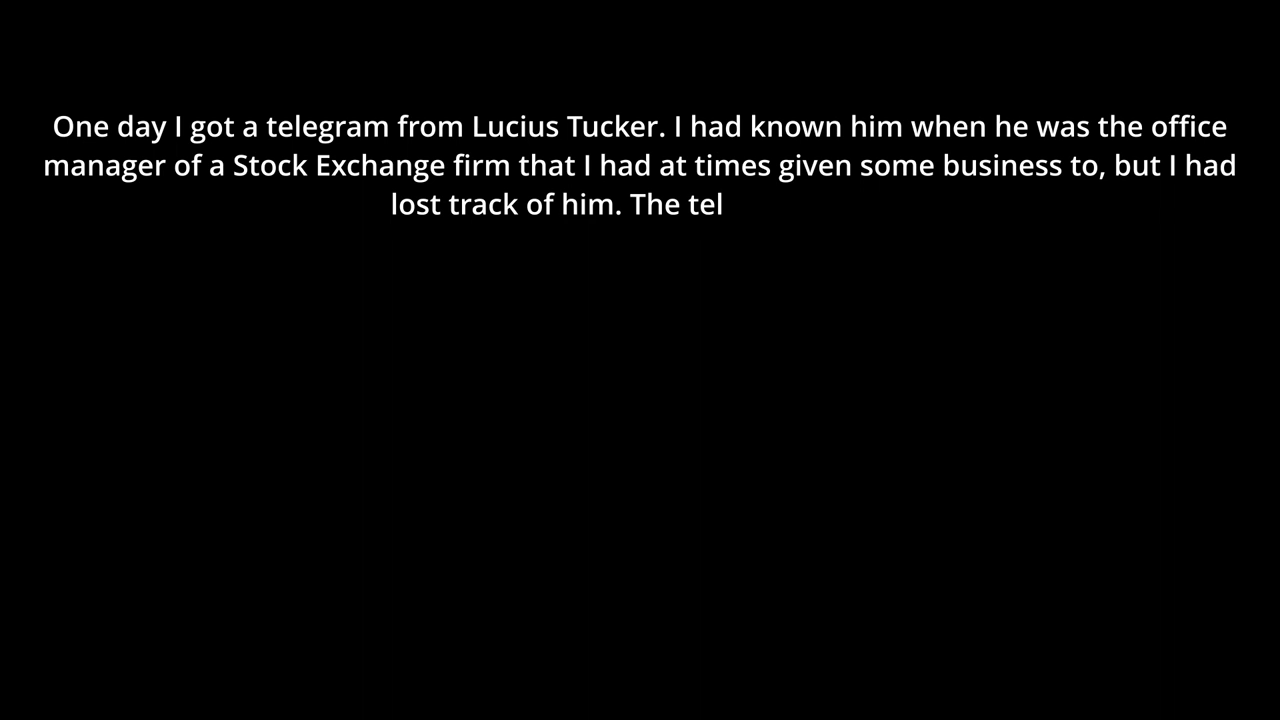 One day I got a telegram from Lucius Tucker. I had known him when he was the office
manager of a Stock Exchange firm that I had at times given some business to, but I had
lost track of him. The tel